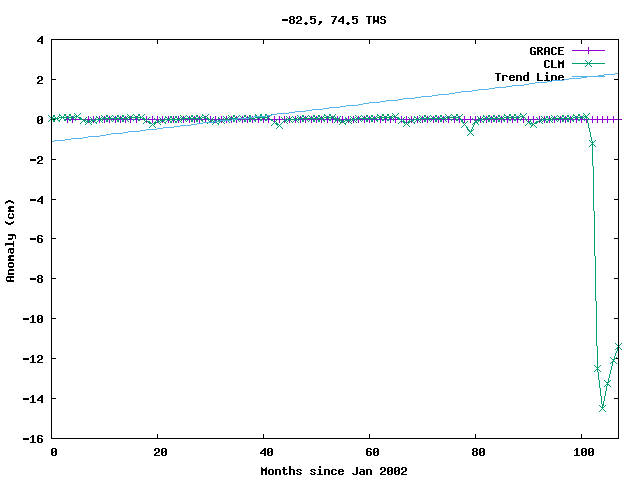 -82.5, 74.5 TWS
GRACE
CLM
Trend Line
4
2
0
-2
-4
-6
-8
-10
-12
-14
-16
Anomaly (cm)
0 20 40 60 80 100
Months since Jan 2002